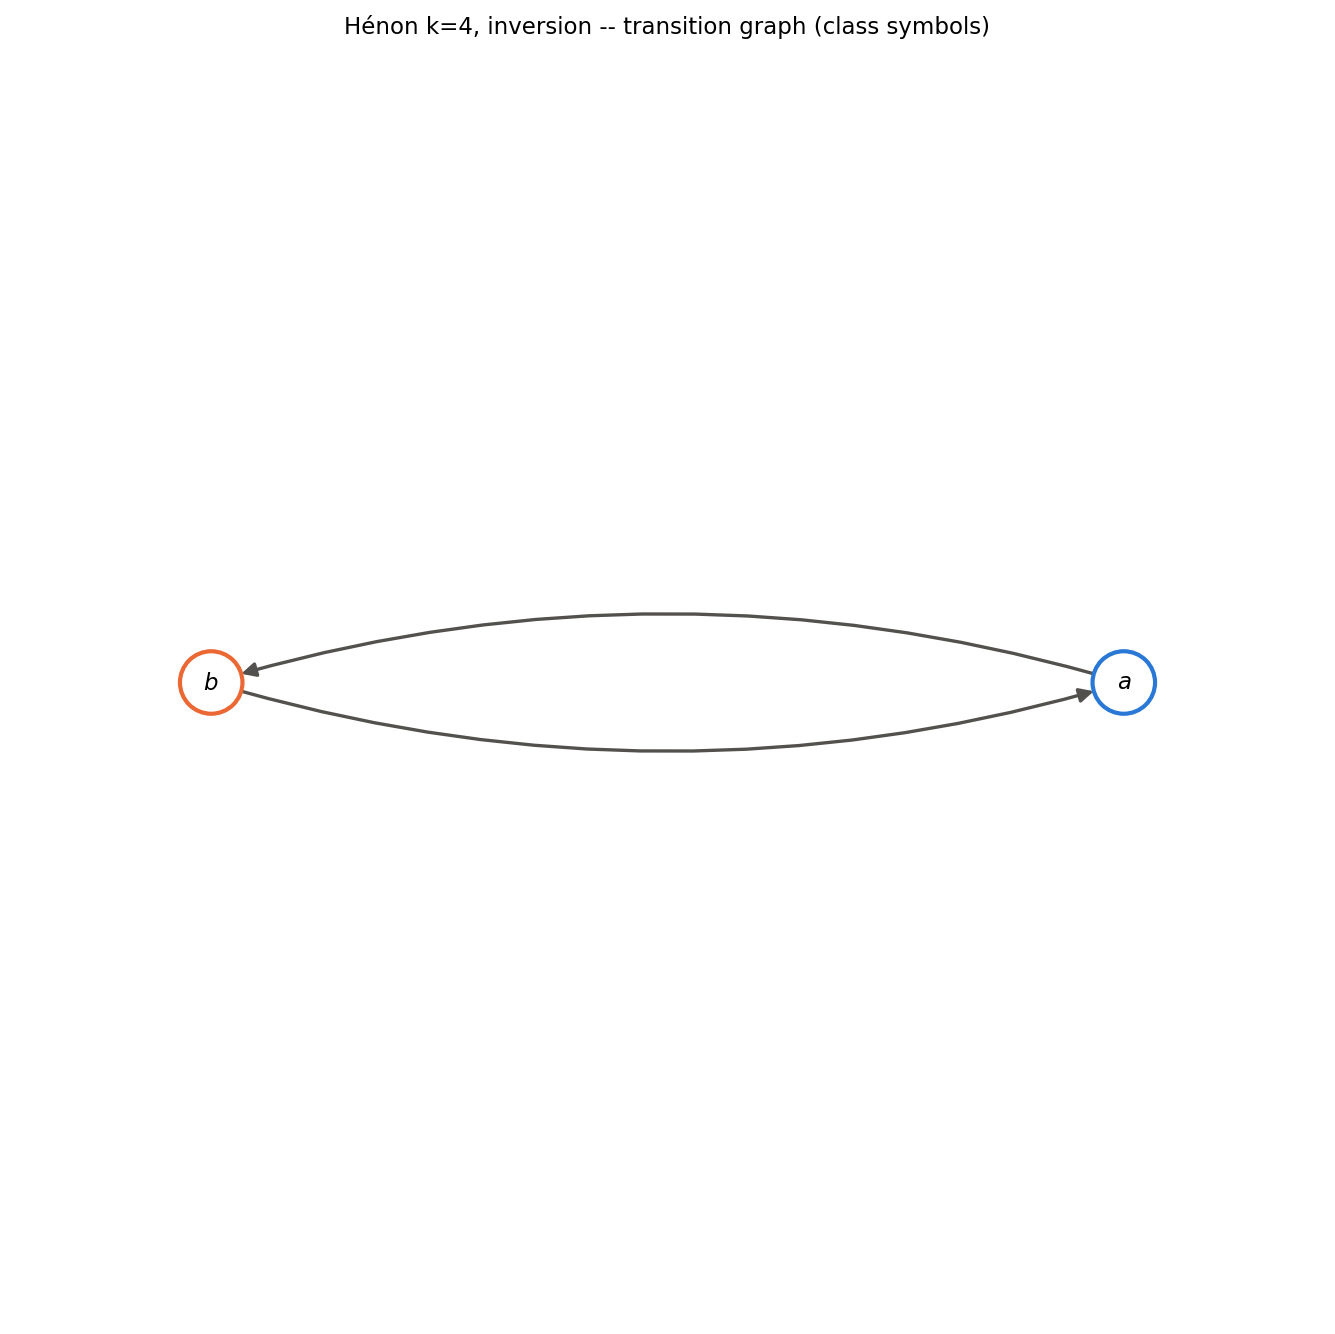 Hénon k=4, inversion -- transition graph (class symbols)
b
a